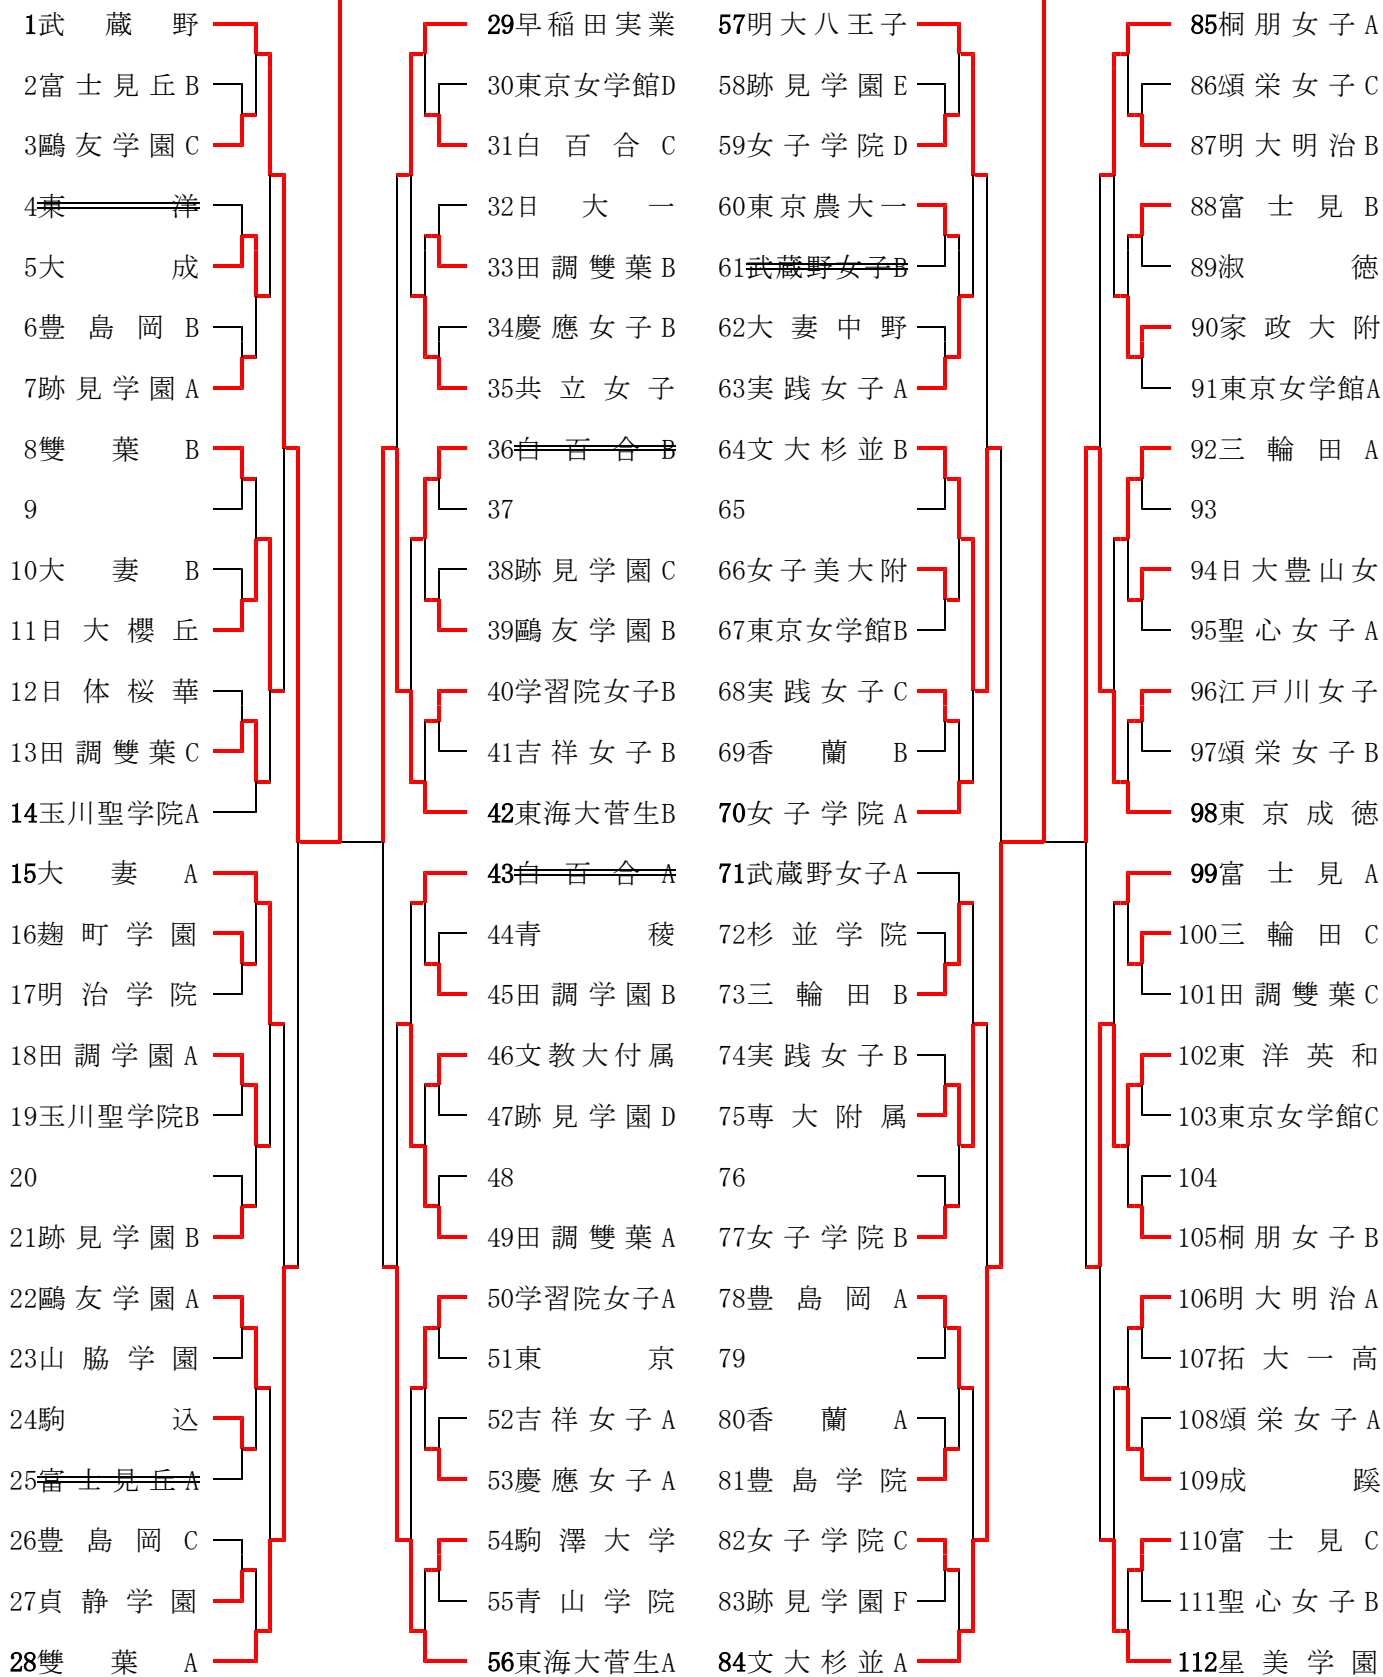 1武蔵野
2富士見丘B
3鷗友学園C
4東洋
5大成
6豊島岡B
7跡見学園A
8雙葉B
9
10大妻B
11日大櫻丘
12日体桜華
13田調雙葉C
14玉川聖学院A
15大妻A
16麹町学園
17明治学院
18田調学園A
19玉川聖学院B
20
21跡見学園B
22鷗友学園A
23山脇学園
24駒込
25富士見丘A
26豊島岡C
27貞静学園
28雙葉A
29早稲田実業
30東京女学館D
31白百合C
32日大一
33田調雙葉B
34慶應女子B
35共立女子
36白百合B
37
38跡見学園C
39鷗友学園B
40学習院女子B
41吉祥女子B
42東海大菅生B
43白百合A
44青稜
45田調学園B
46文教大付属
47跡見学園D
48
49田調雙葉A
50学習院女子A
51東京
52吉祥女子A
53慶應女子A
54駒澤大学
55青山学院
56東海大菅生A
57明大八王子
58跡見学園E
59女子学院D
60東京農大一
61武蔵野女子B
62大妻中野
63実践女子A
64文大杉並B
65
66女子美大附
67東京女学館B
68実践女子C
69香蘭B
70女子学院A
71武蔵野女子A
72杉並学院
73三輪田B
74実践女子B
75専大附属
76
77女子学院B
78豊島岡A
79
80香蘭A
81豊島学院
82女子学院C
83跡見学園F
84文大杉並A
85桐朋女子A
86頌栄女子C
87明大明治B
88富士見B
89淑徳
90家政大附
91東京女学館A
92三輪田A
93
94日大豊山女
95聖心女子A
96江戸川女子
97頌栄女子B
98東京成徳
99富士見A
100三輪田C
101田調雙葉C
102東洋英和
103東京女学館C
104
105桐朋女子B
106明大明治A
107拓大一高
108頌栄女子A
109成蹊
110富士見C
111聖心女子B
112星美学園